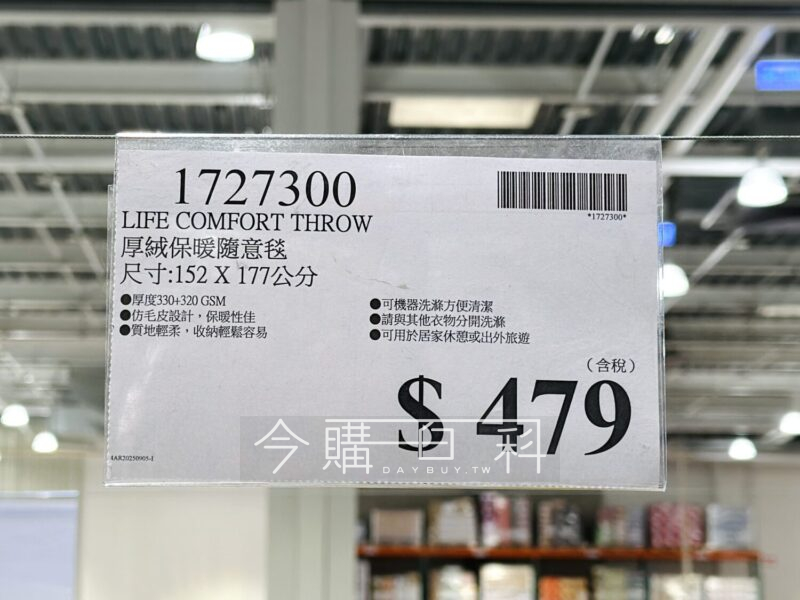 1727300
*1727300*
LIFE COMFORT THROW
厚絨保暖隨意毯
尺寸:152 X 177公分
●厚度330+320 GSM
●仿毛皮設計，保暖性佳
●質地輕柔，收納輕鬆容易
●可機器洗滌方便清潔
●請與其他衣物分開洗滌
●可用於居家休憩或出外旅遊
（含稅）
$ 479
今購百科
DAYBUY.TW